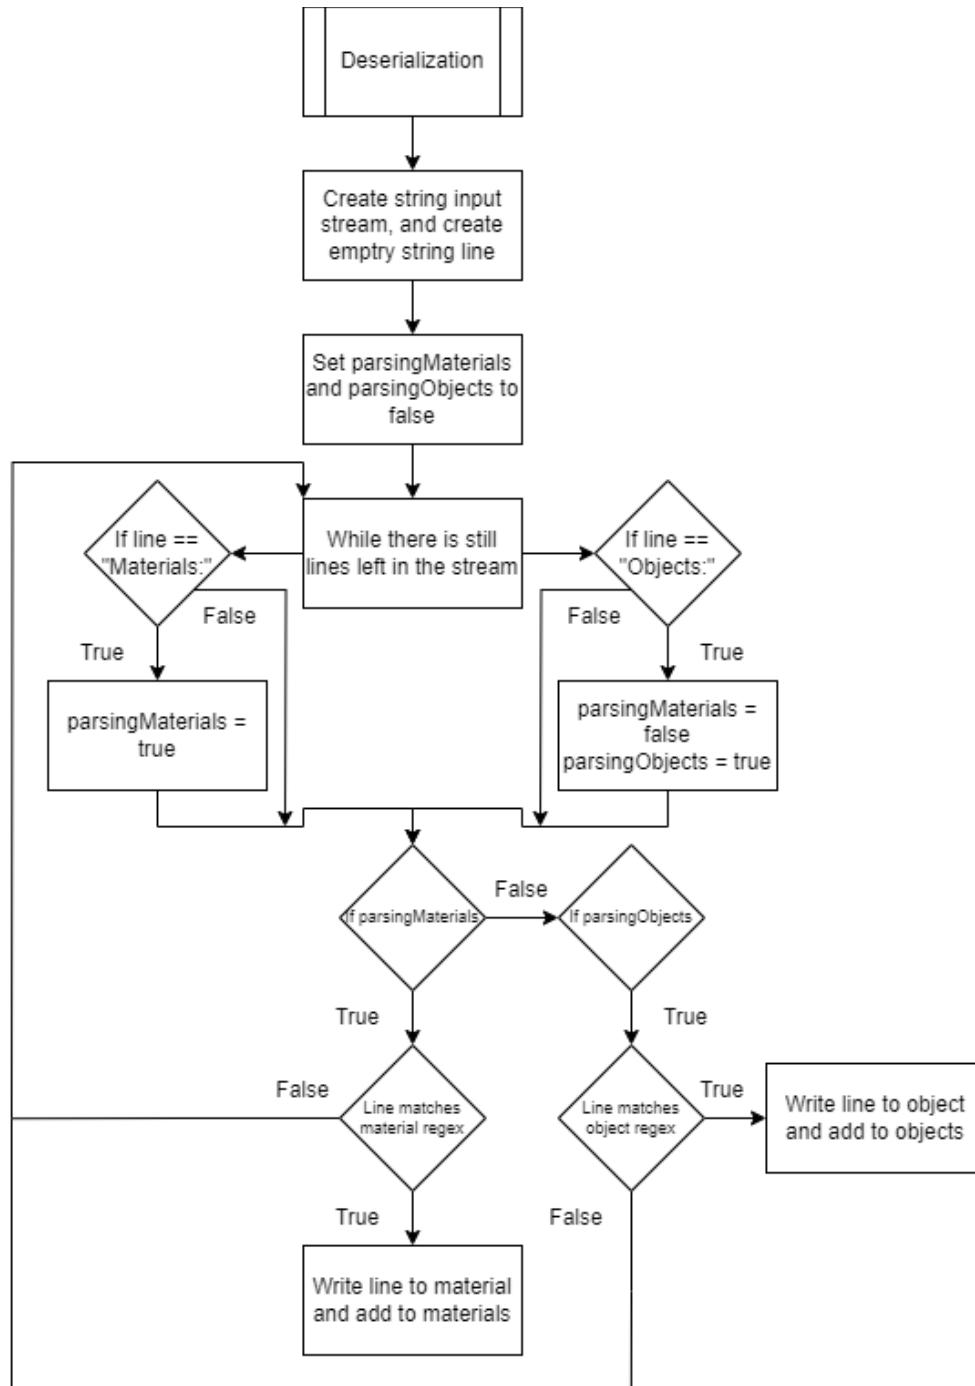 Deserialization
Create string input
stream, and create
emptry string line
Set parsingMaterials
and parsingObjects to
false
If line ==
"Materials:"
While there is still
lines left in the stream
If line ==
"Objects:"
False
False
True
True
parsingMaterials =
true
parsingMaterials =
false
parsingObjects = true
If parsingMaterials
False
If parsingObjects
True
True
False
Line matches
material regex
Line matches
object regex
True
Write line to object
and add to objects
True
False
Write line to material
and add to materials